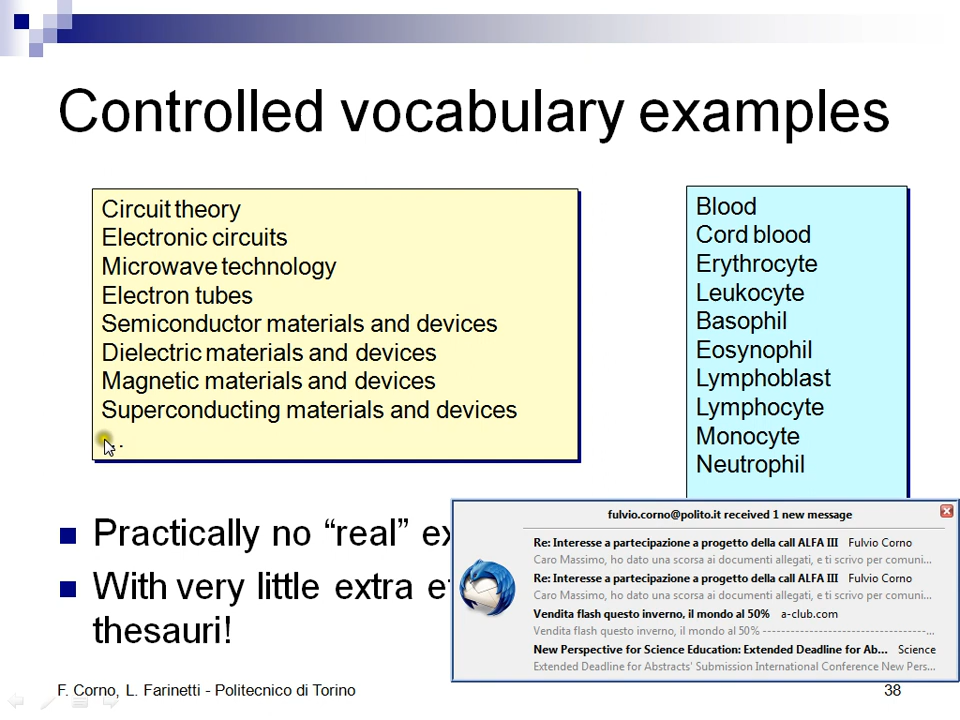 Controlled vocabulary examples
Circuit theory
Electronic circuits
Microwave technology
Electron tubes
Semiconductor materials and devices
Dielectric materials and devices
Magnetic materials and devices
Superconducting materials and devices
...
Blood
Cord blood
Erythrocyte
Leukocyte
Basophil
Eosynophil
Lymphoblast
Lymphocyte
Monocyte
Neutrophil
Practically no “real” ex
With very little extra ef
thesauri!
fulvio.corno@polito.it received 1 new message
Re: Interesse a partecipazione a progetto della call ALFA III Fulvio Corno
Caro Massimo, ho dato una scorsa ai documenti allegati, e ti scrivo per comuni...
Re: Interesse a partecipazione a progetto della call ALFA III Fulvio Corno
Caro Massimo, ho dato una scorsa ai documenti allegati, e ti scrivo per comuni...
Vendita flash questo inverno, il mondo al 50% a-club.com
Vendita flash questo inverno, il mondo al 50% -----------------------------------...
New Perspective for Science Education: Extended Deadline for Ab... Science
Extended Deadline for Abstracts' Submission International Conference New Pers...
F. Corno, L. Farinetti - Politecnico di Torino
38